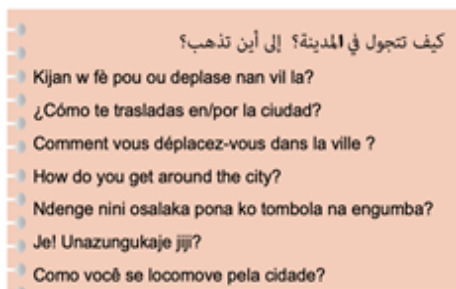 كيف تتجول في المدينة؟ إلى أين تذهب؟
Kijan w fè pou ou deplase nan vil la?
¿Cómo te trasladas en/por la ciudad?
Comment vous déplacez-vous dans la ville ?
How do you get around the city?
Ndenge nini osalaka pona ko tombola na engumba?
Je! Unazungukaje jiji?
Como você se locomove pela cidade?